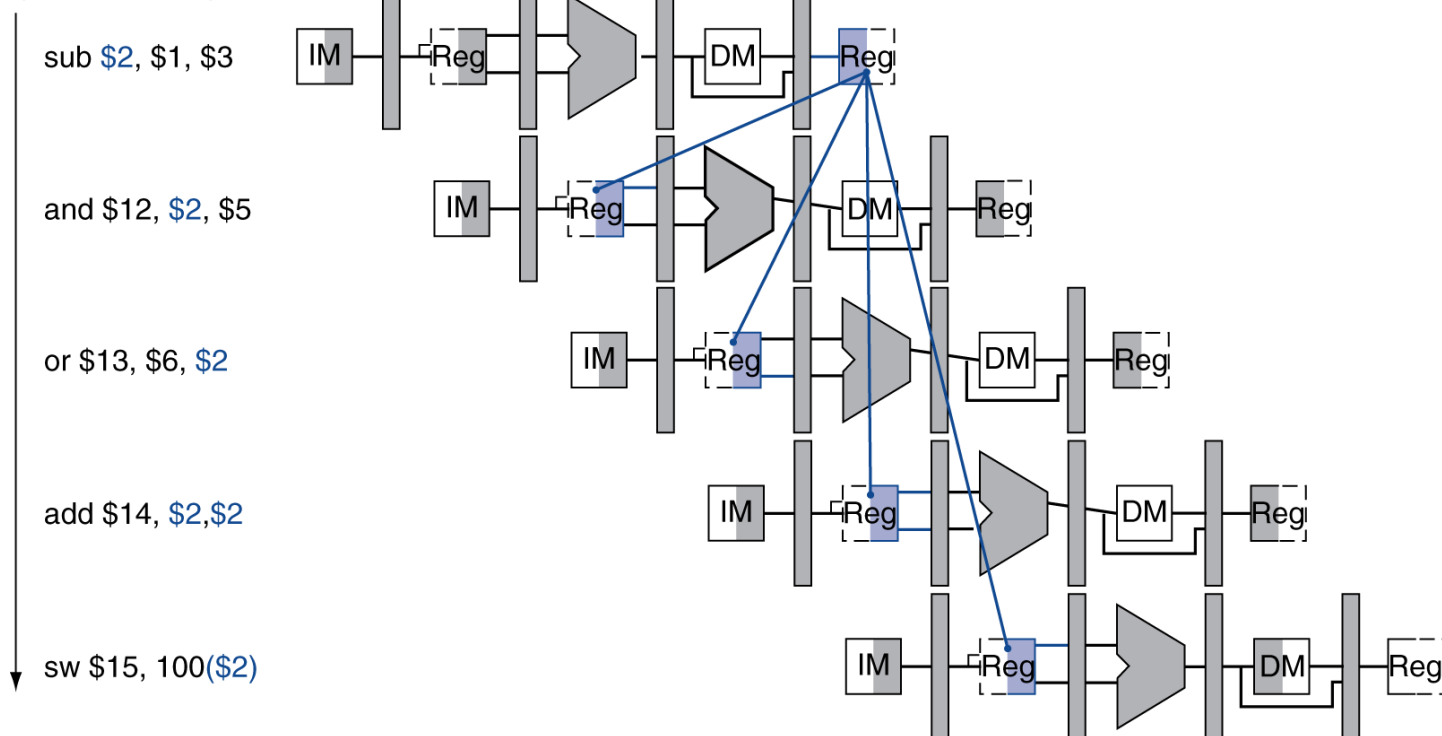 sub $2, $1, $3 IM Reg DM Reg
and $12, $2, $5 IM Reg DM Reg
or $13, $6, $2 IM Reg DM Reg
add $14, $2,$2 IM Reg DM Reg
sw $15, 100($2) IM Reg DM Reg